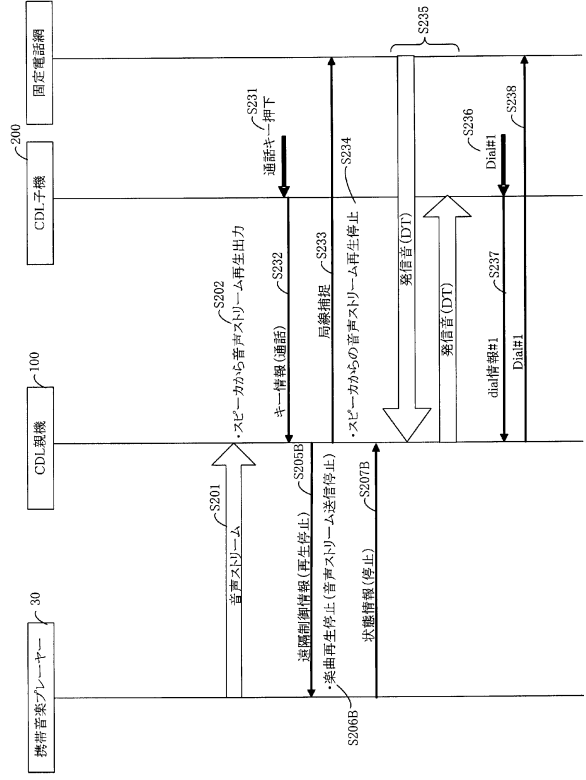 携帯音楽プレーヤー
30
CDL親機
100
CDL子機
200
固定電話網
音声ストリーム
S201
・スピーカから音声ストリーム再生出力
S202
通話キー押下
S231
キー情報(通話)
S232
遠隔制御情報(再生停止)
S205B
局線捕捉
S233
・楽曲再生停止(音声ストリーム送信停止)
S206B
・スピーカからの音声ストリーム再生停止
S234
状態情報(停止)
S207B
発信音(DT)
発信音(DT)
S235
Dial#1
S236
dial情報#1
S237
Dial#1
S238